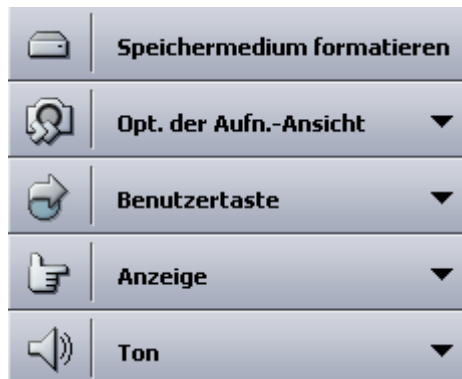 Speichermedium formatieren
Opt. der Aufn.-Ansicht
Benutzertaste
Anzeige
Ton